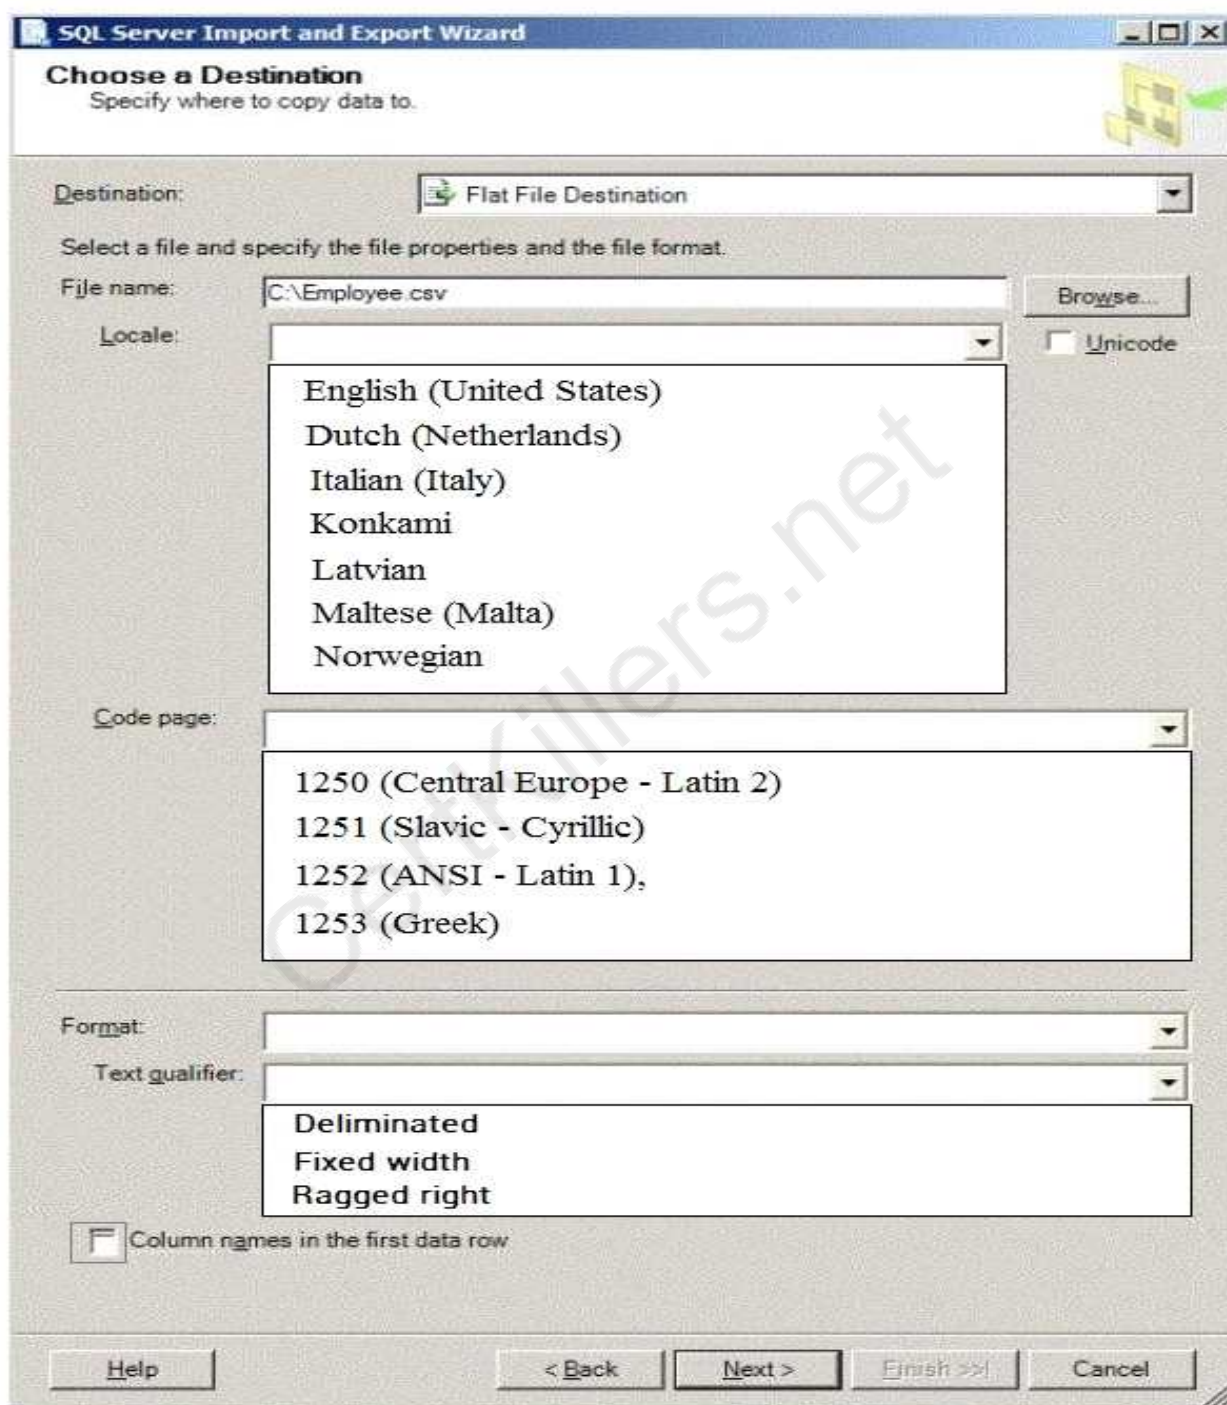 SQL Server Import and Export Wizard
Choose a Destination
Specify where to copy data to.
Destination:
Flat File Destination
Select a file and specify the file properties and the file format.
File name:
C:\Employee.csv
Browse...
Locale:
Unicode
English (United States)
Dutch (Netherlands)
Italian (Italy)
Konkami
Latvian
Maltese (Malta)
Norwegian
Code page:
1250 (Central Europe - Latin 2)
1251 (Slavic - Cyrillic)
1252 (ANSI - Latin 1),
1253 (Greek)
Format:
Text qualifier:
Deliminated
Fixed width
Ragged right
Column names in the first data row
Help
< Back
Next >
Finish >>|
Cancel
CertKillers.net